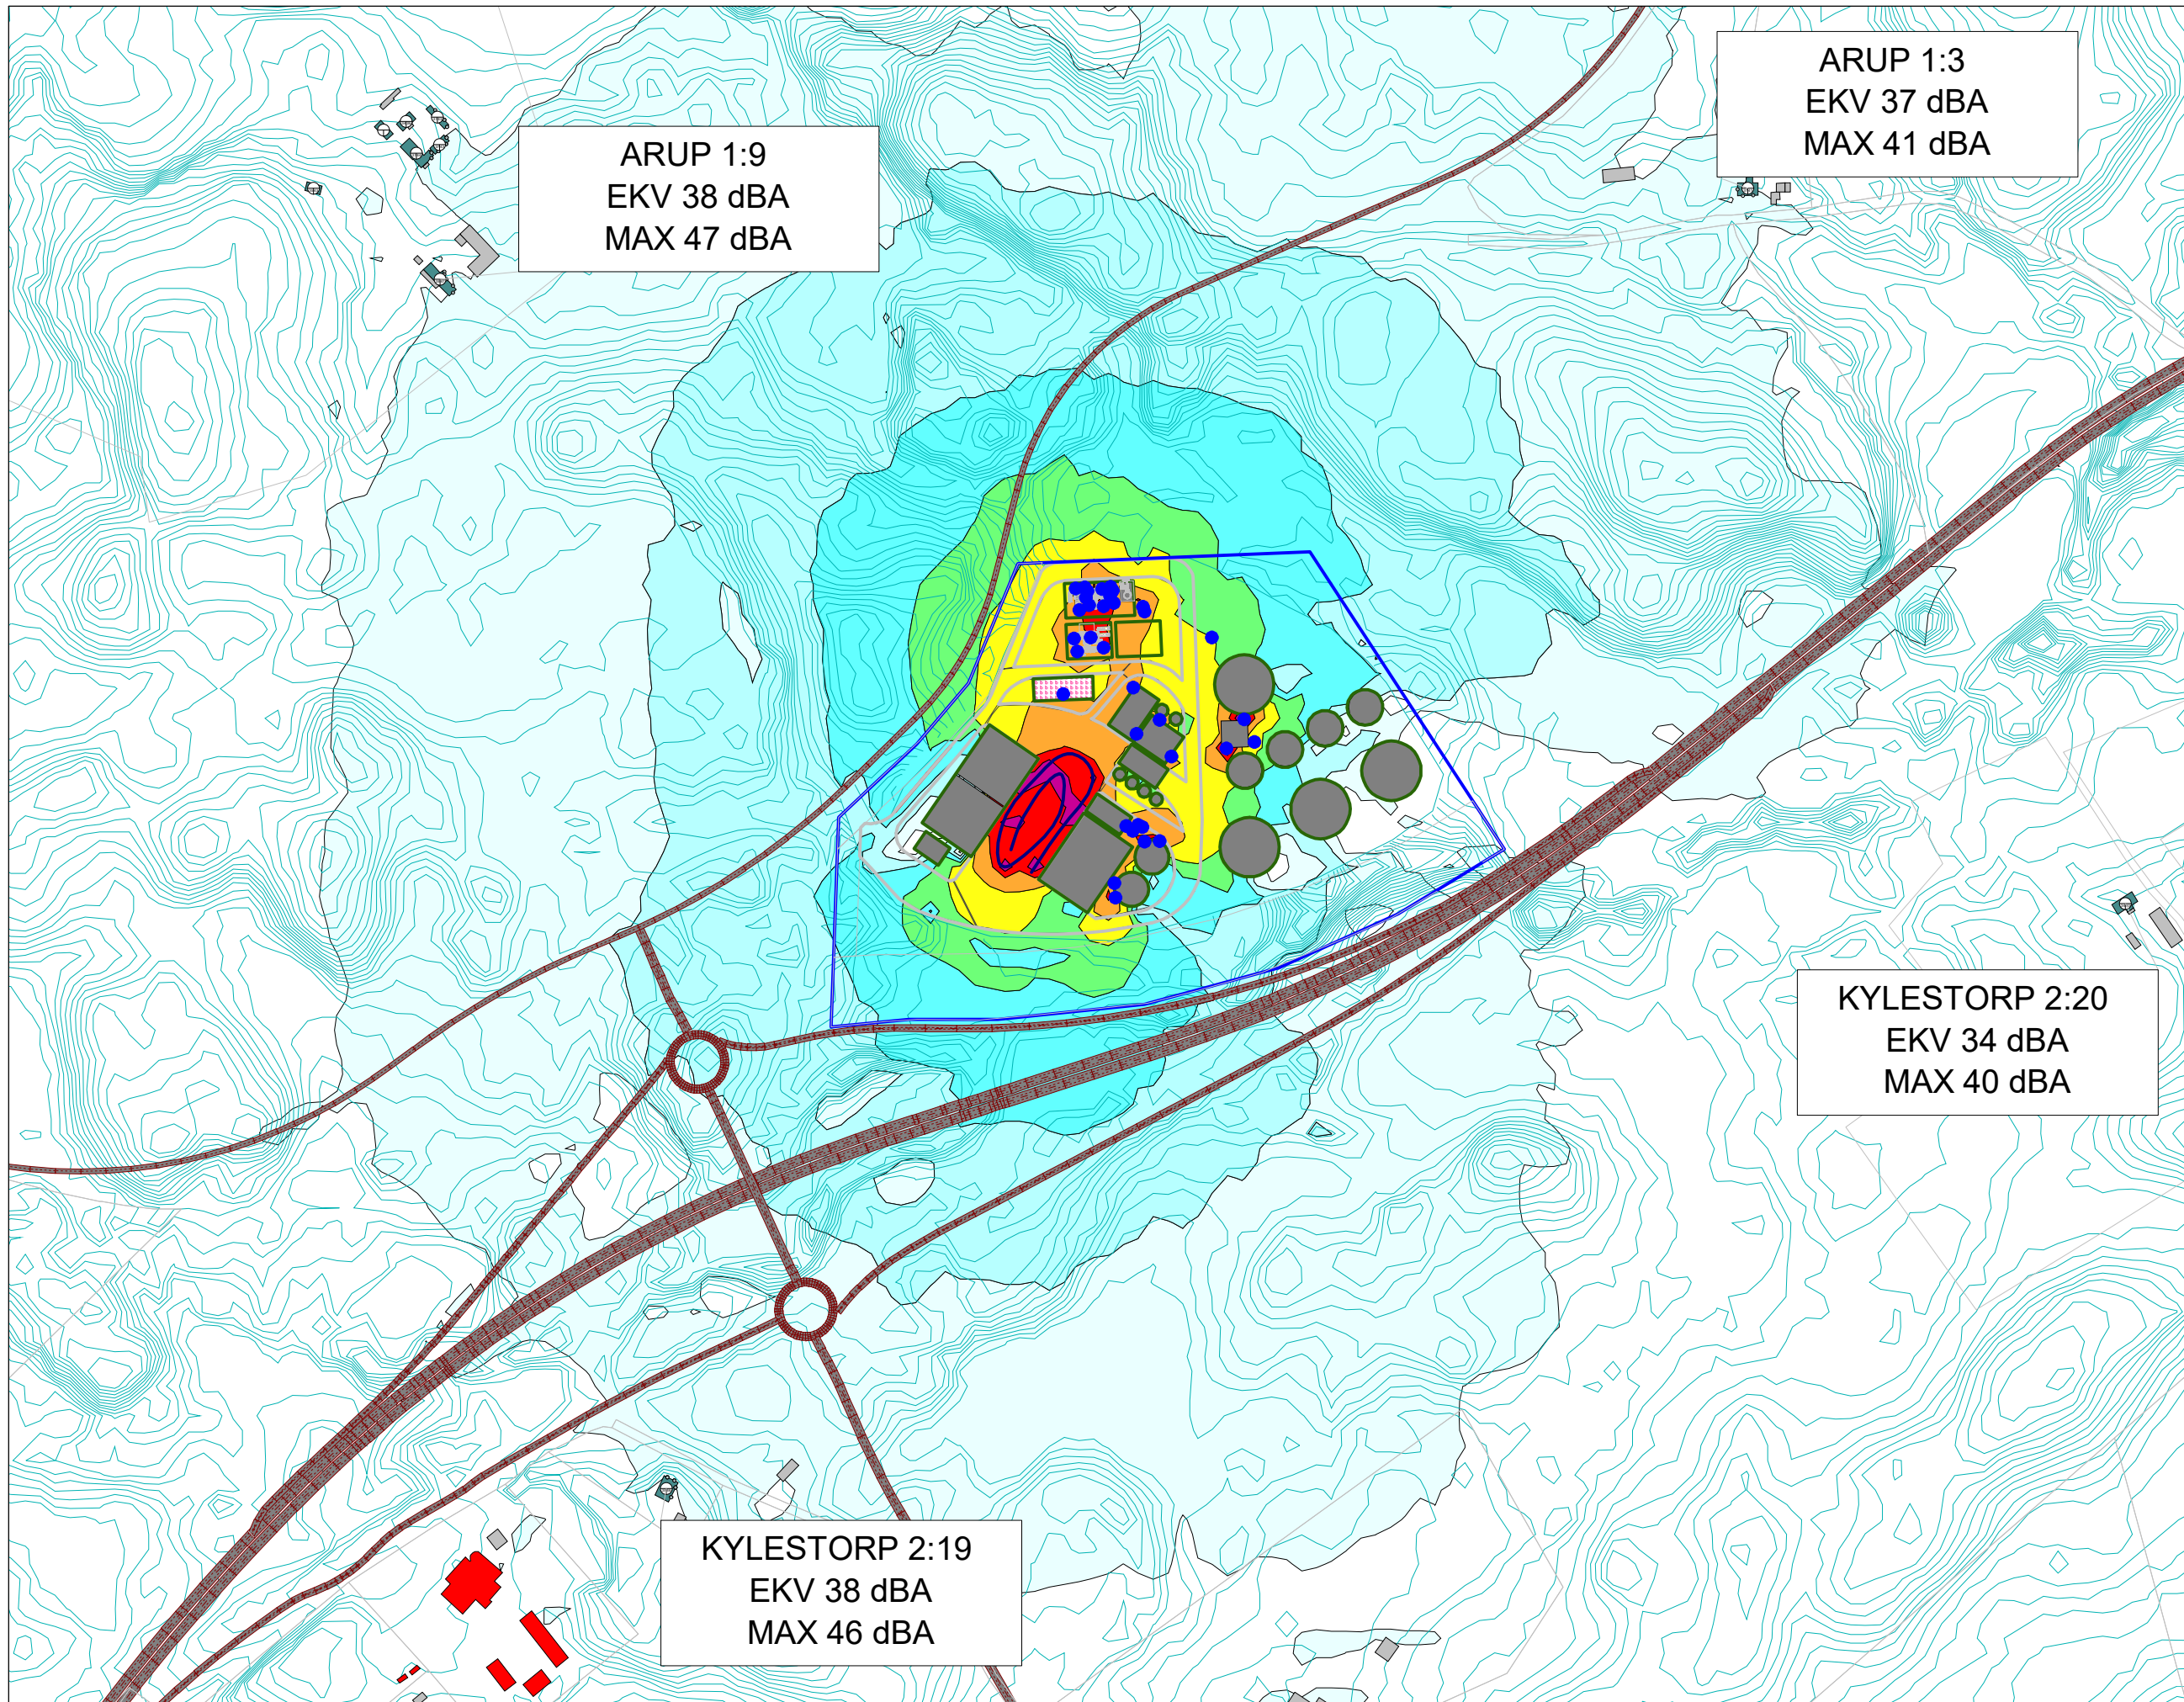 ARUP 1:3
EKV 37 dBA
MAX 41 dBA
ARUP 1:9
EKV 38 dBA
MAX 47 dBA
KYLESTORP 2:20
EKV 34 dBA
MAX 40 dBA
KYLESTORP 2:19
EKV 38 dBA
MAX 46 dBA